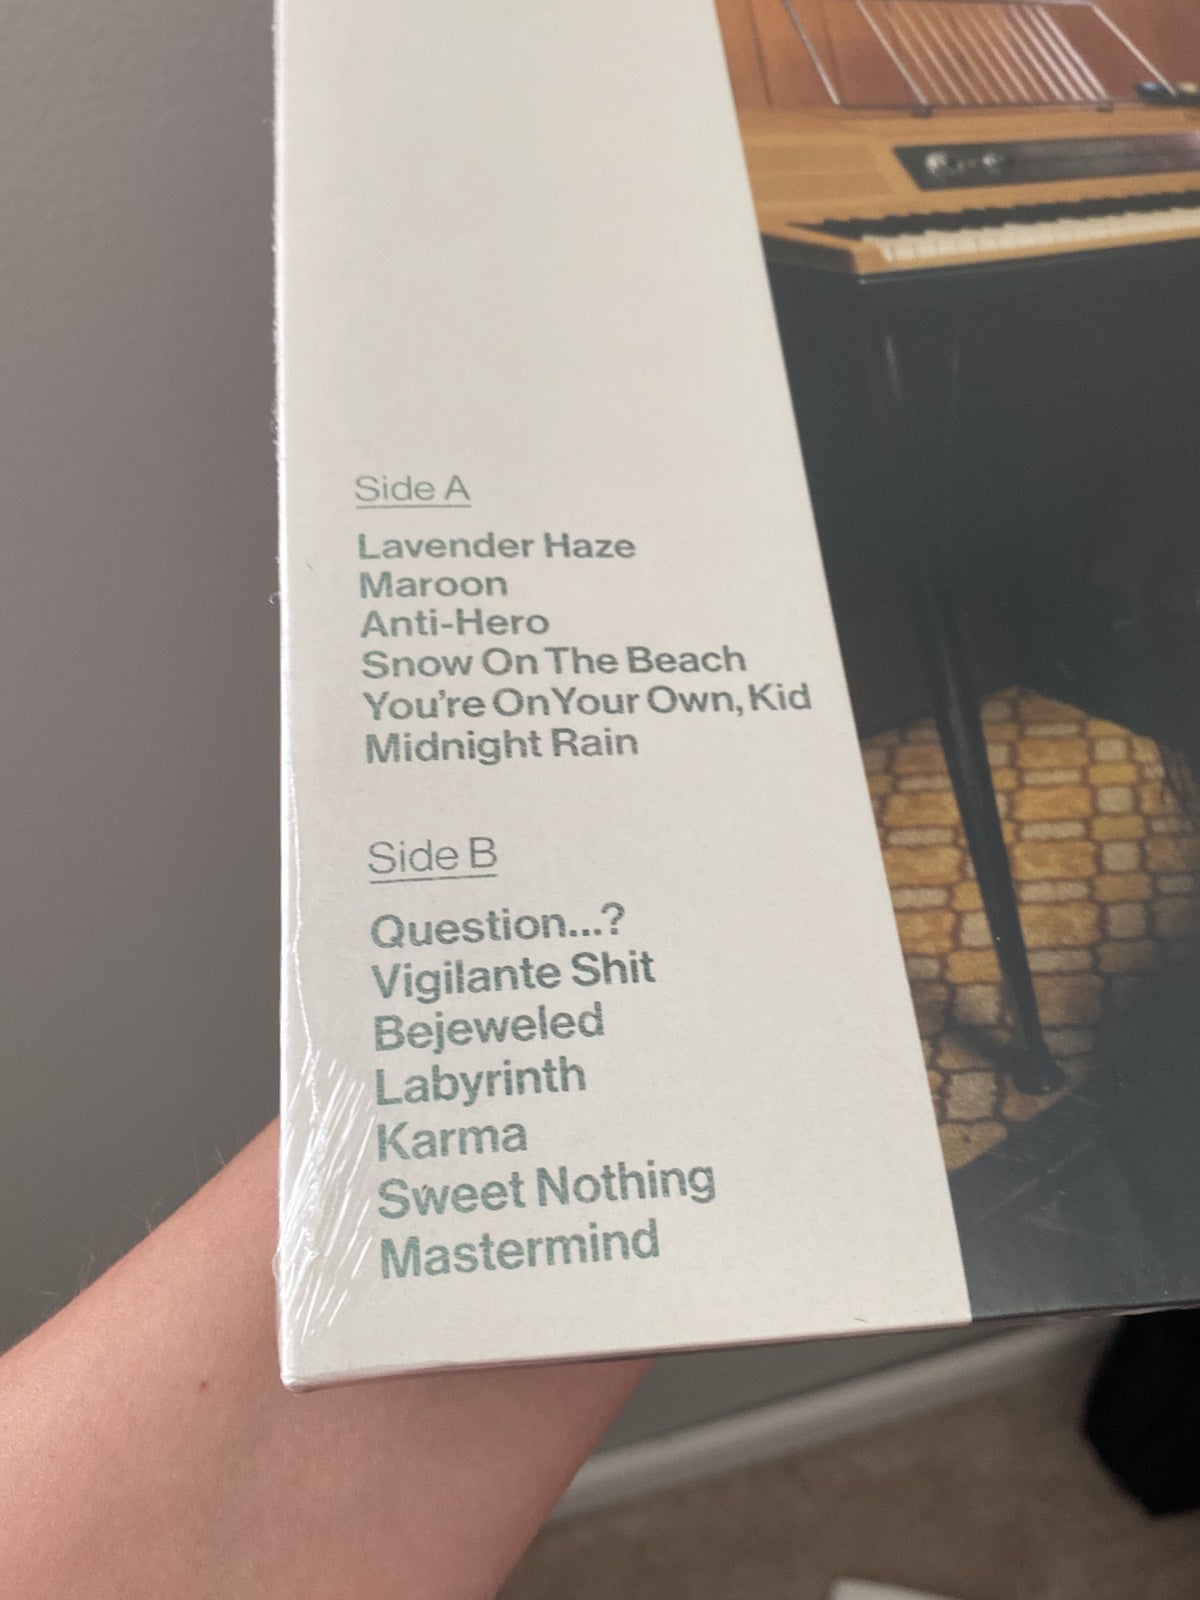 Side A
Lavender Haze
Maroon
Anti-Hero
Snow On The Beach
You're On Your Own, Kid
Midnight Rain
Side B
Question...?
Vigilante Shit
Bejeweled
Labyrinth
Karma
Sweet Nothing
Mastermind